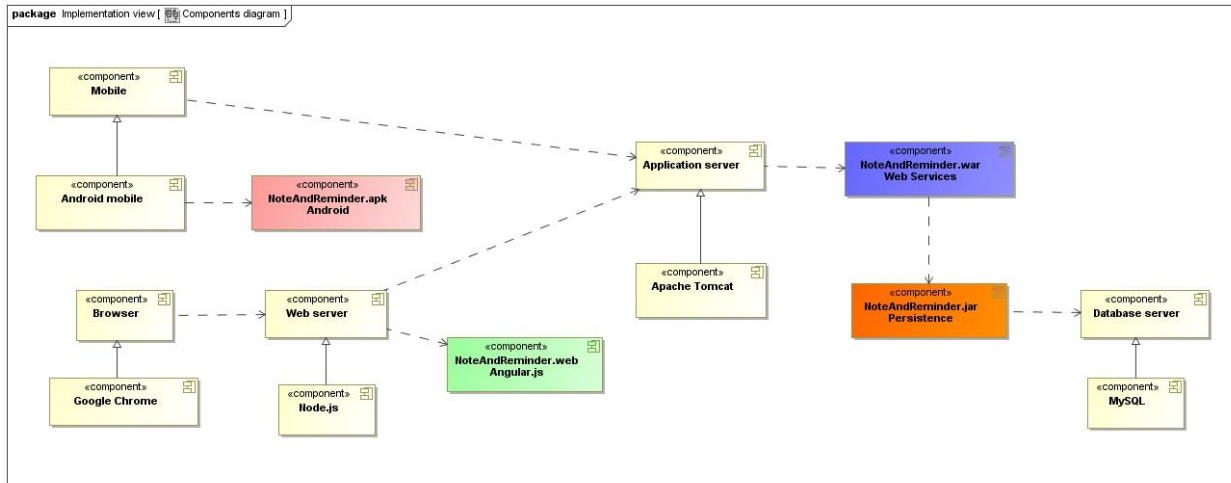 package Implementation view [ Components diagram ]
«component»
Mobile
«component»
Android mobile
«component»
NoteAndReminder.apk
Android
«component»
Application server
«component»
NoteAndReminder.war
Web Services
«component»
Apache Tomcat
«component»
Browser
«component»
Web server
«component»
NoteAndReminder.web
Angular.js
«component»
NoteAndReminder.jar
Persistence
«component»
Database server
«component»
Google Chrome
«component»
Node.js
«component»
MySQL